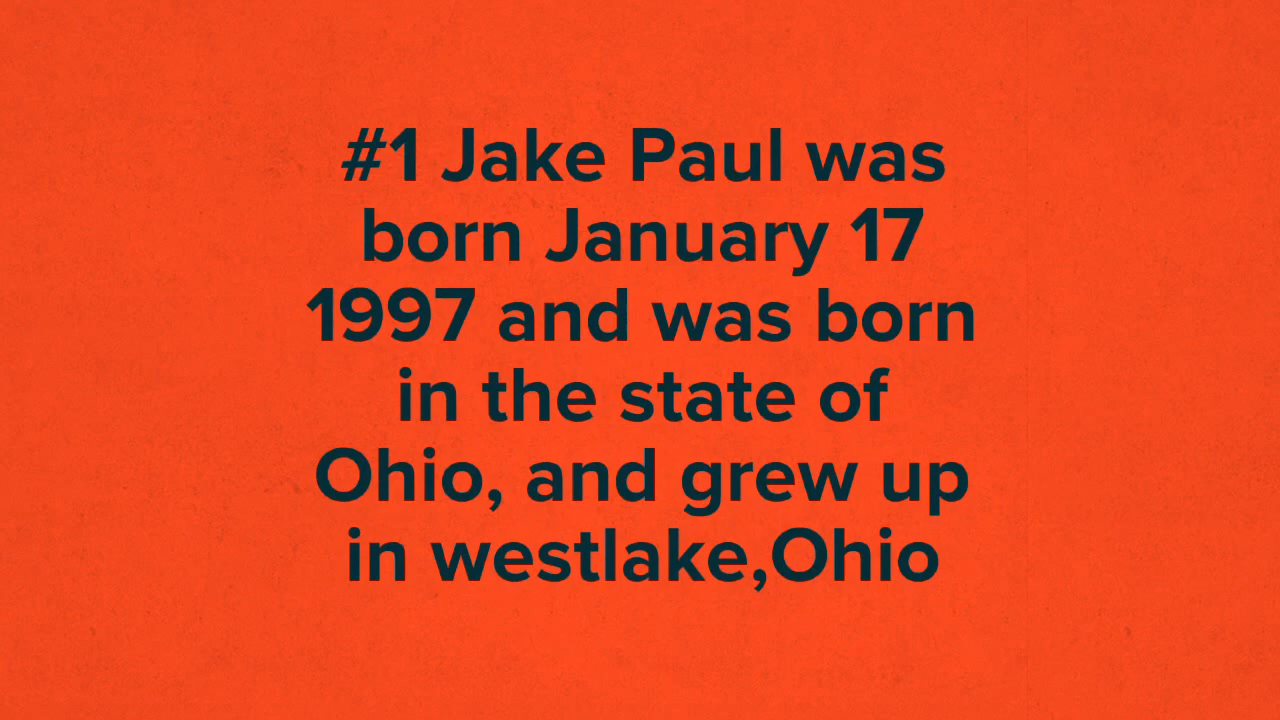 #1 Jake Paul was
born January 17
1997 and was born
in the state of
Ohio, and grew up
in westlake,Ohio